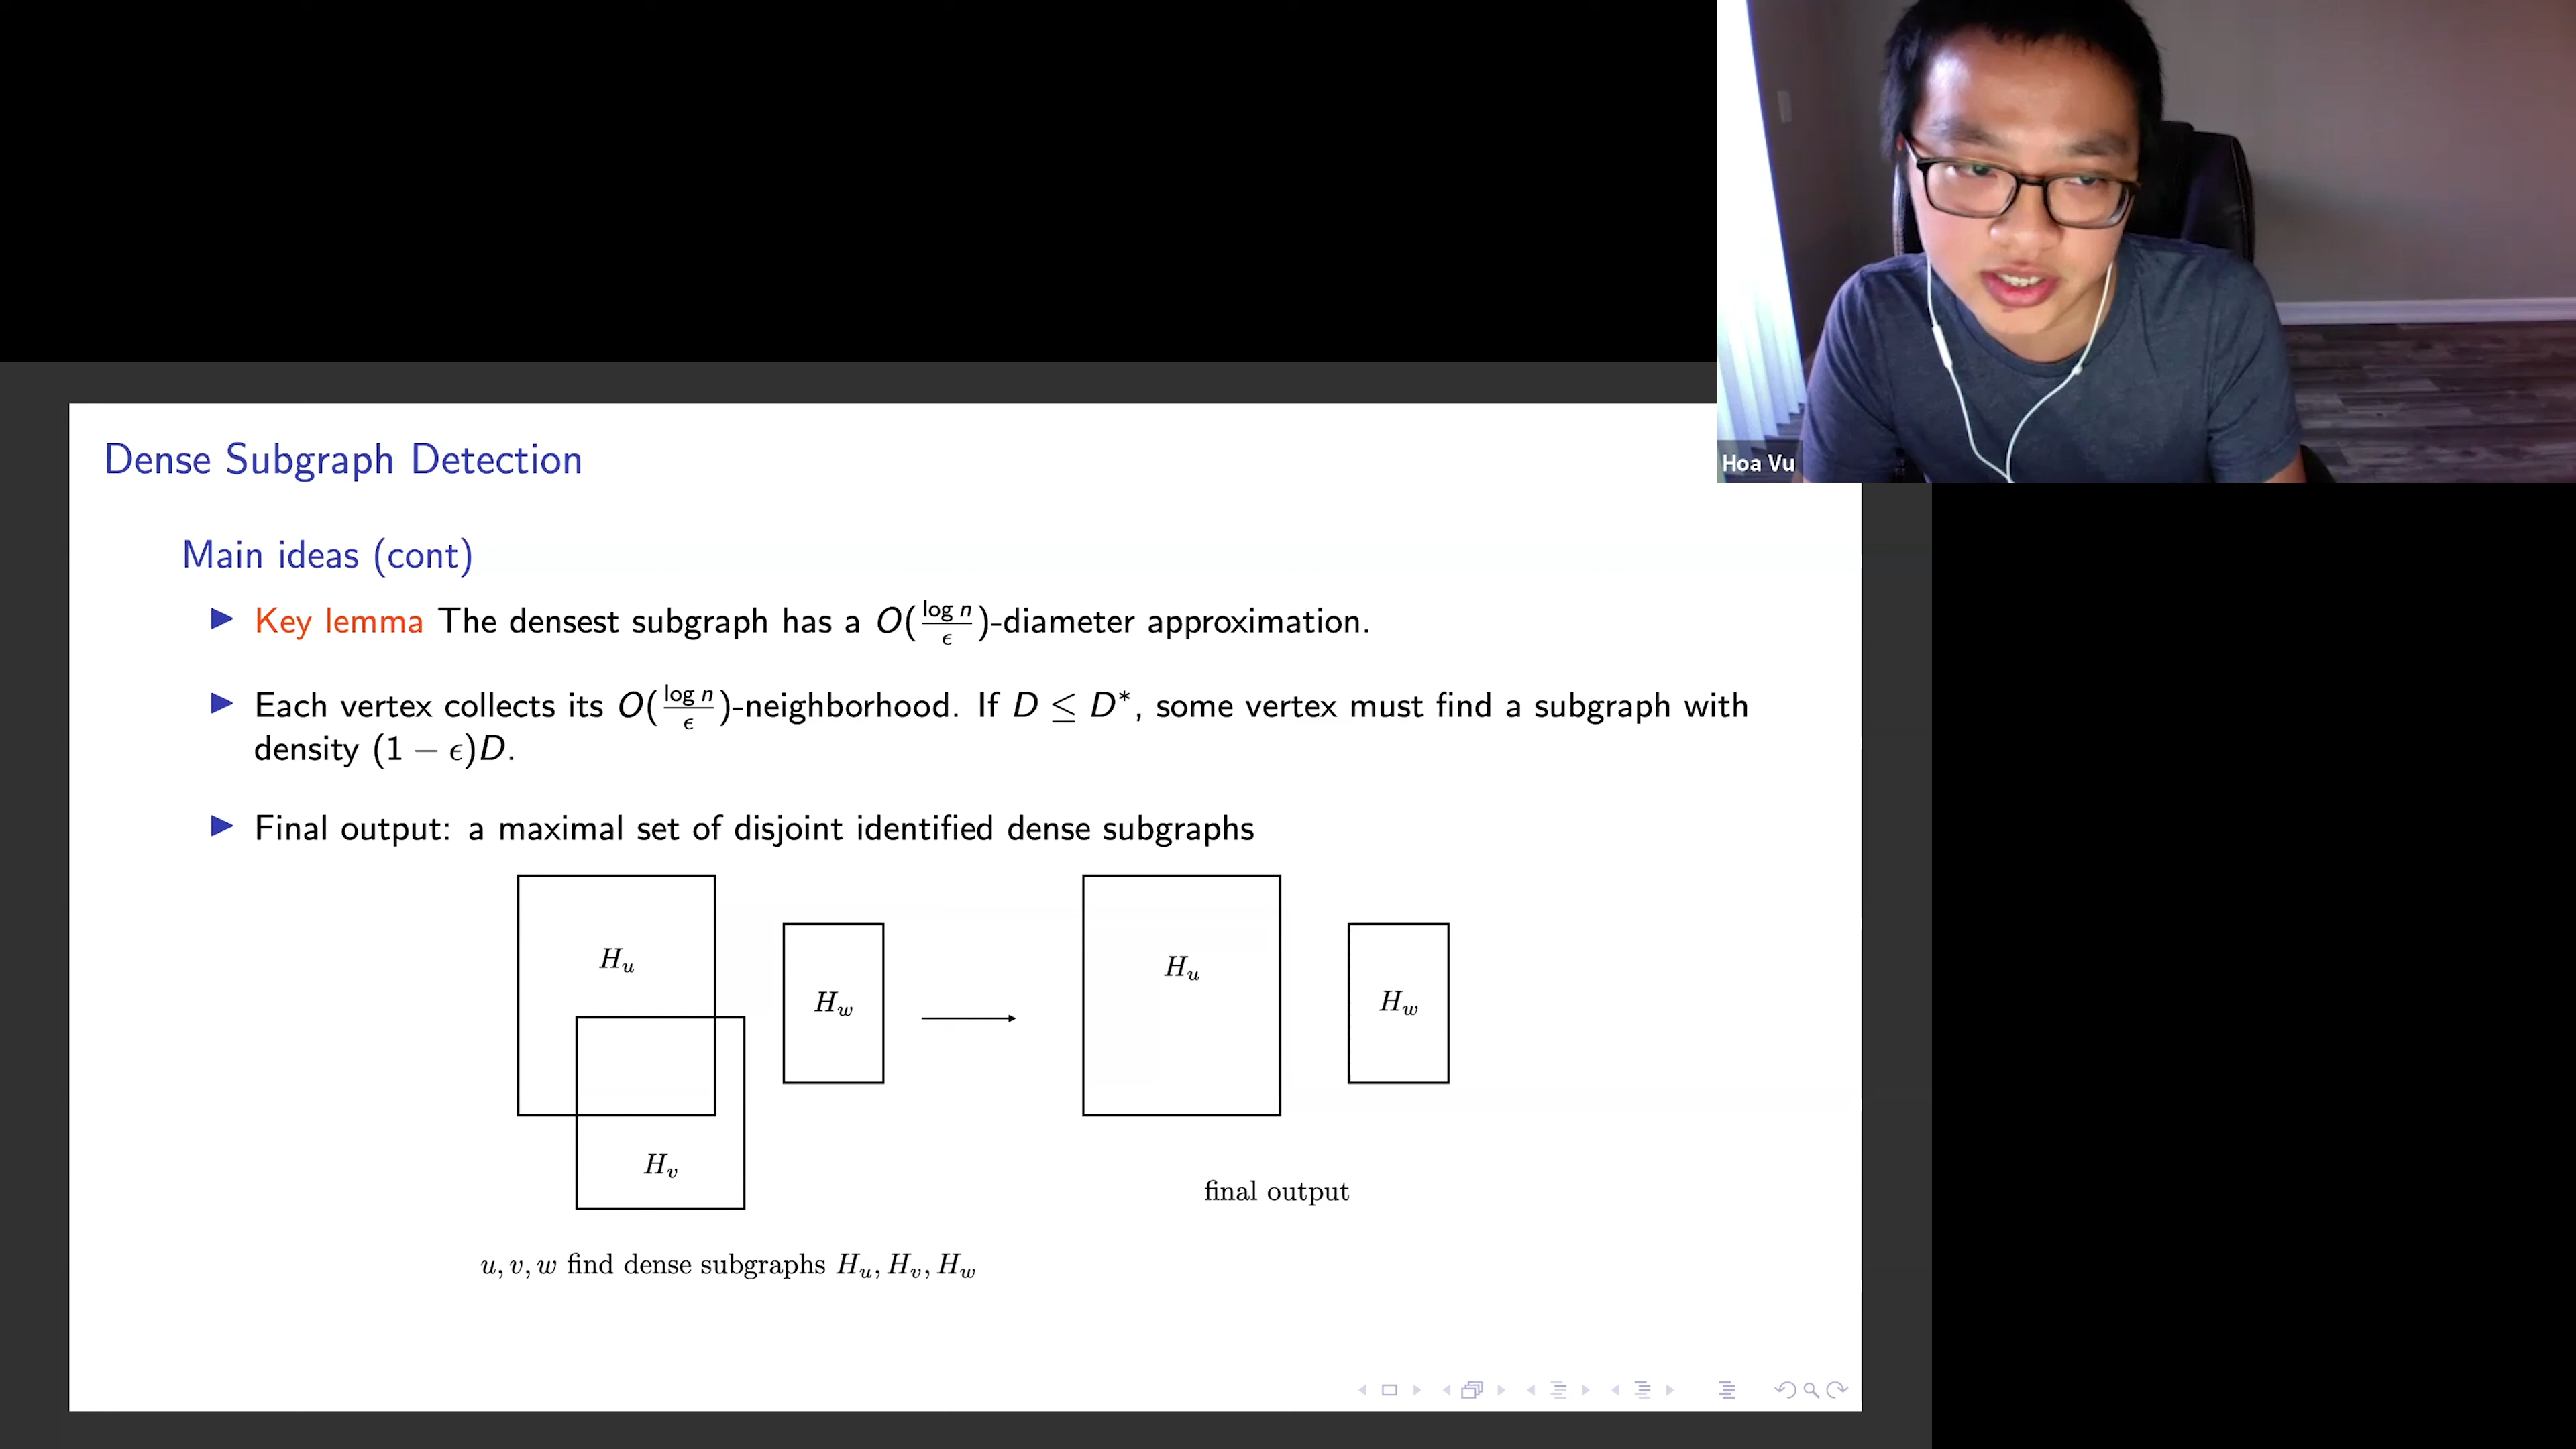 Hoa Vu
Dense Subgraph Detection
Main ideas (cont)
Key lemma The densest subgraph has a O(log n / ϵ)-diameter approximation.
Each vertex collects its O(log n / ϵ)-neighborhood. If D ≤ D*, some vertex must find a subgraph with
density (1 − ϵ)D.
Final output: a maximal set of disjoint identified dense subgraphs
H_u
H_w
H_v
H_u
H_w
final output
u, v, w find dense subgraphs H_u, H_v, H_w